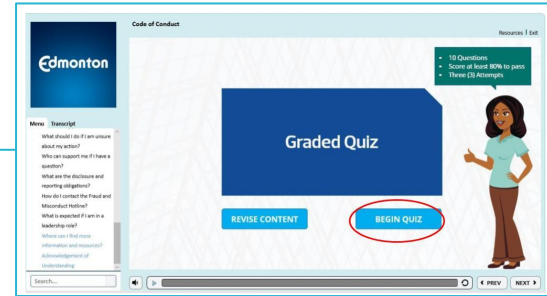 Code of Conduct
Resources | Exit
Edmonton
10 Questions
Score at least 80% to pass
Three (3) Attempts
Menu Transcript
What should I do if I am unsure
about my action?
Who can support me if I have a
question?
What are the disclosure and
reporting obligations?
How do I contact the Fraud and
Misconduct Hotline?
What is expected if I am in a
leadership role?
Where can I find more
information and resources?
Acknowledgement of
Understanding
Graded Quiz
REVISE CONTENT
BEGIN QUIZ
Search...
PREV
NEXT